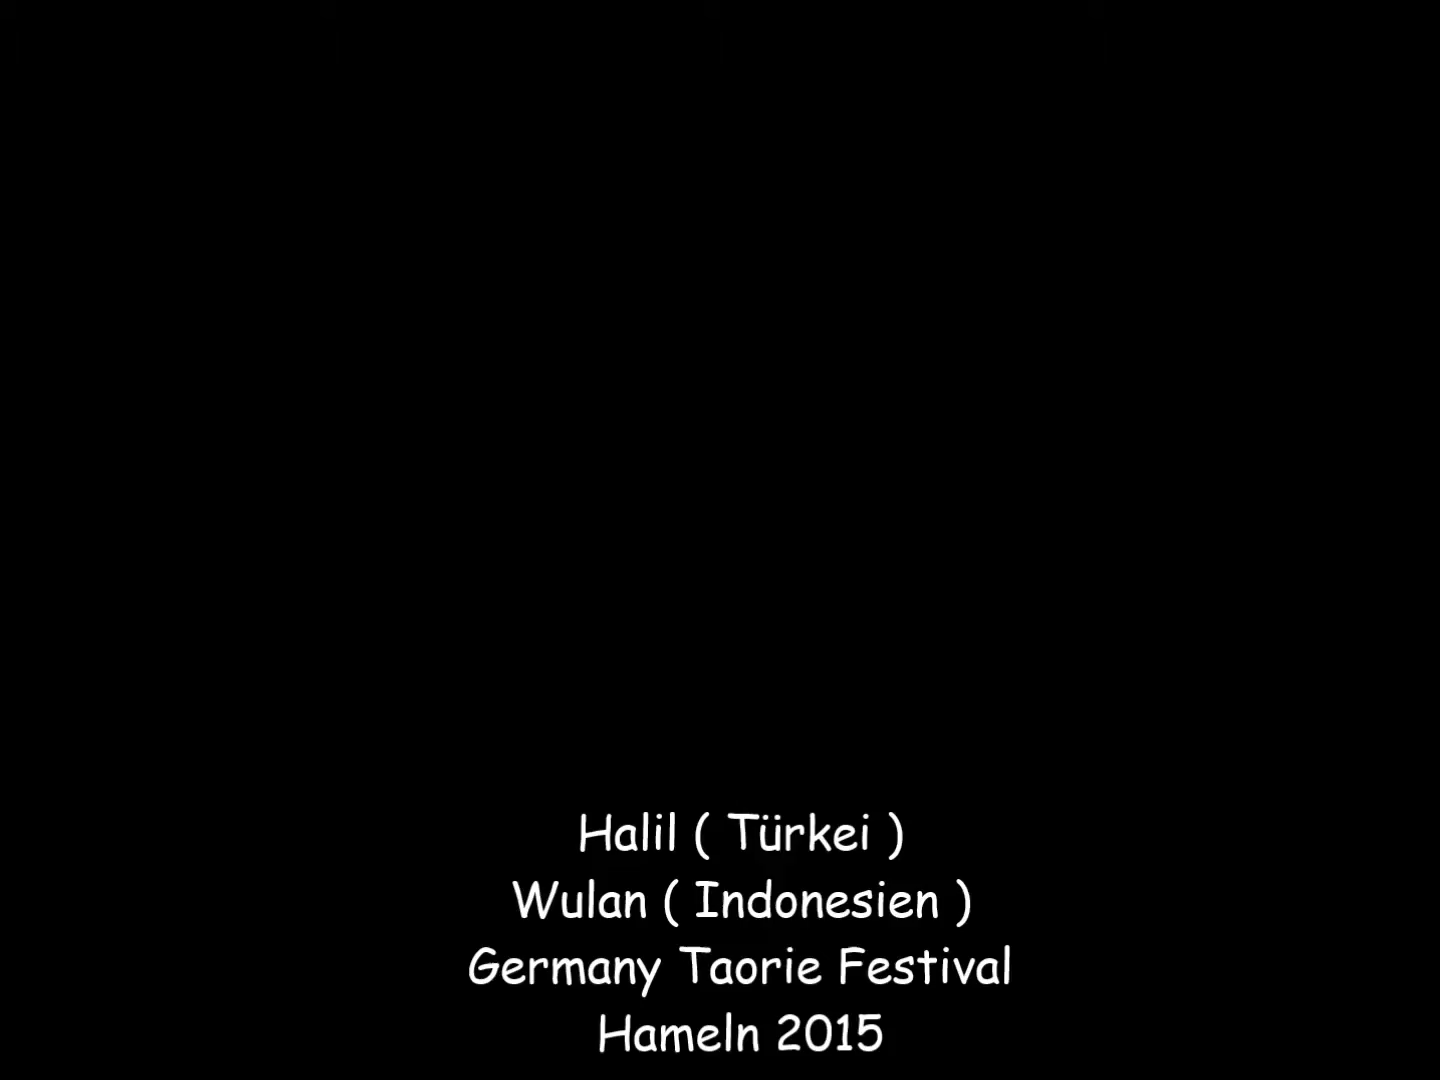 Halil ( Türkei )
Wulan ( Indonesien )
Germany Taorie Festival
Hameln 2015